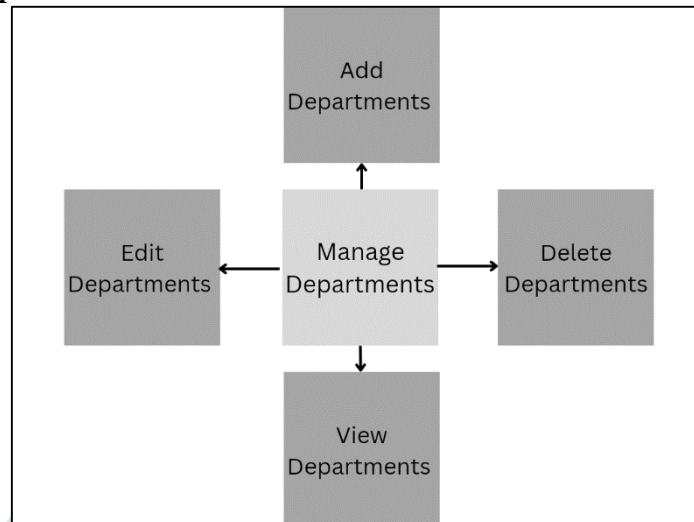 Add
Departments
Edit
Departments
Manage
Departments
Delete
Departments
View
Departments